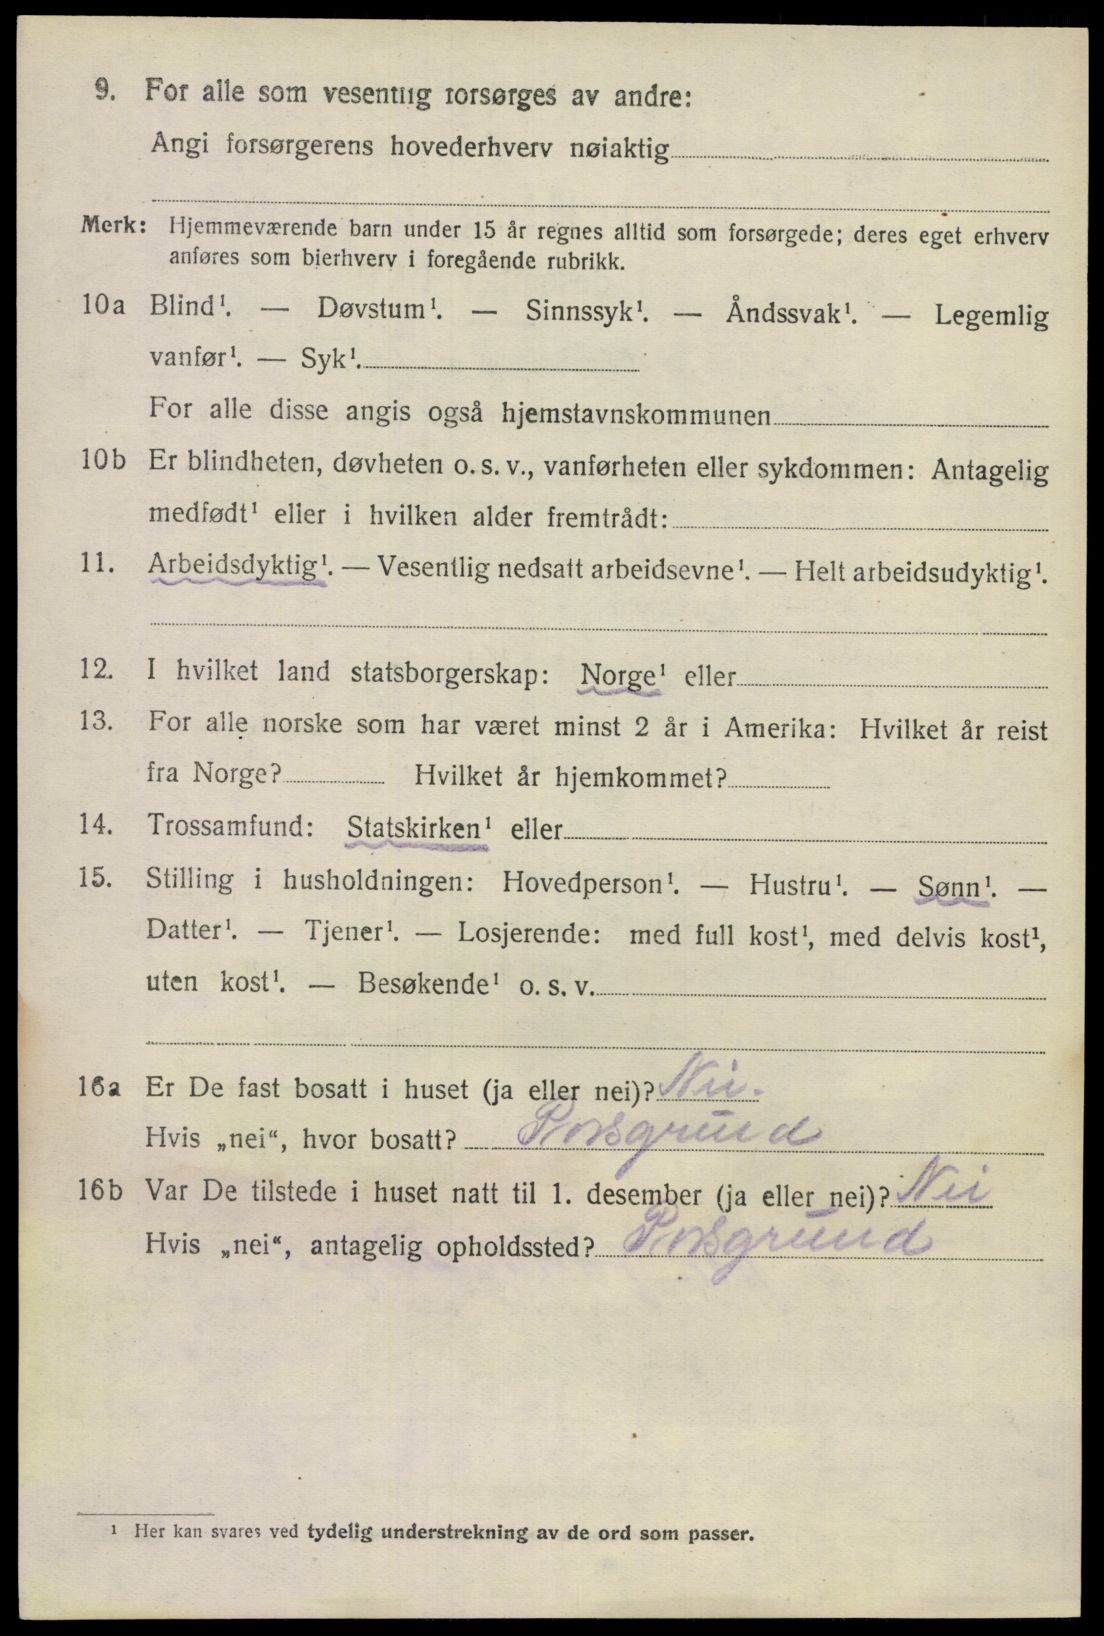 9. For alle som vesentlig forsørges av andre:
Angi forsørgerens hovederhverv nøiaktig
Merk: Hjemmeværende barn under 15 år regnes alltid som forsørgede; deres eget erhverv
anføres som bierhverv i foregående rubrikk.
10a Blind¹. — Døvstum¹. — Sinnssyk¹. — Åndssvak¹. — Legemlig
vanfør¹. — Syk¹.
For alle disse angis også hjemstavnskommunen
10b Er blindheten, døvheten o. s. v., vanførheten eller sykdommen: Antagelig
medfødt¹ eller i hvilken alder fremtrådt:
11. Arbeidsdyktig¹. — Vesentlig nedsatt arbeidsevne¹. — Helt arbeidsudyktig¹.
12. I hvilket land statsborgerskap: Norge¹ eller
13. For alle norske som har været minst 2 år i Amerika: Hvilket år reist
fra Norge? Hvilket år hjemkommet?
14. Trossamfund: Statskirken¹ eller
15. Stilling i husholdningen: Hovedperson¹. — Hustru¹. — Sønn¹. —
Datter¹. — Tjener¹. — Losjerende: med full kost¹, med delvis kost¹,
uten kost¹. — Besøkende¹ o. s. v.
16a Er De fast bosatt i huset (ja eller nei)? Nei.
Hvis „nei“, hvor bosatt? Porsgrund
16b Var De tilstede i huset natt til 1. desember (ja eller nei)? Nei
Hvis „nei“, antagelig opholdssted? Porsgrund
¹ Her kan svares ved tydelig understrekning av de ord som passer.